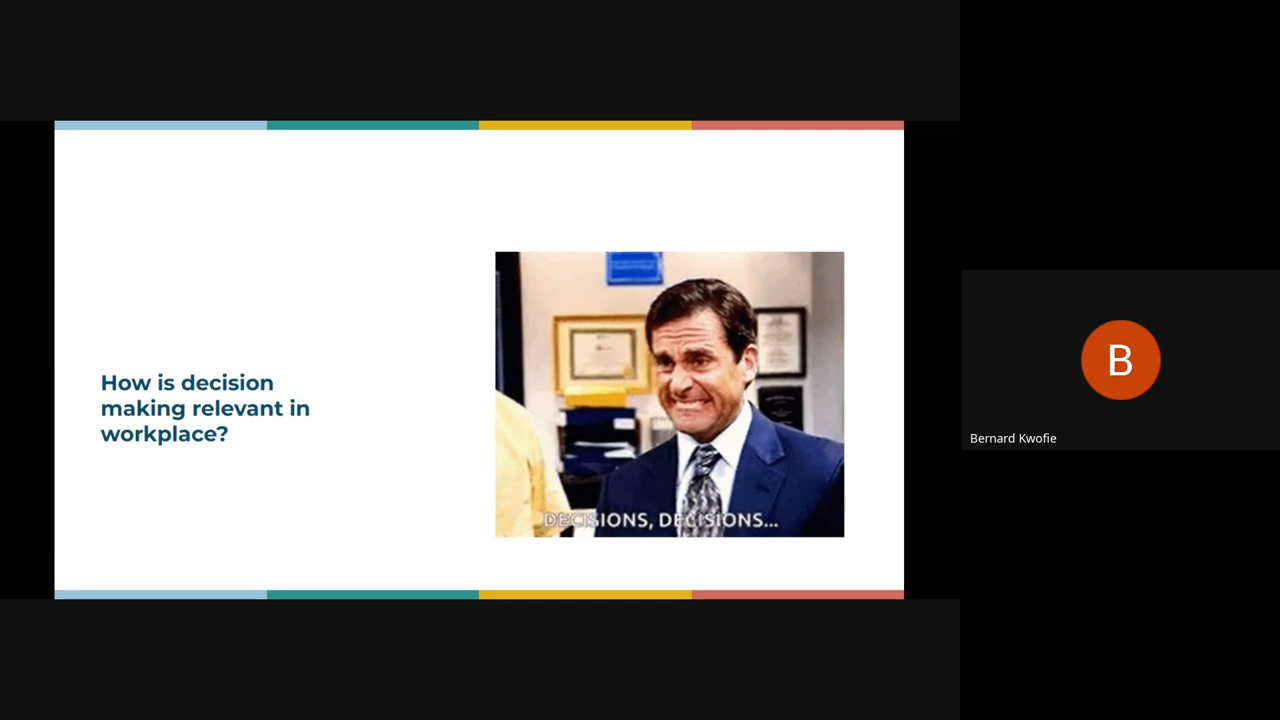 How is decision
making relevant in
workplace?
DECISIONS, DECISIONS...
B
Bernard Kwofie